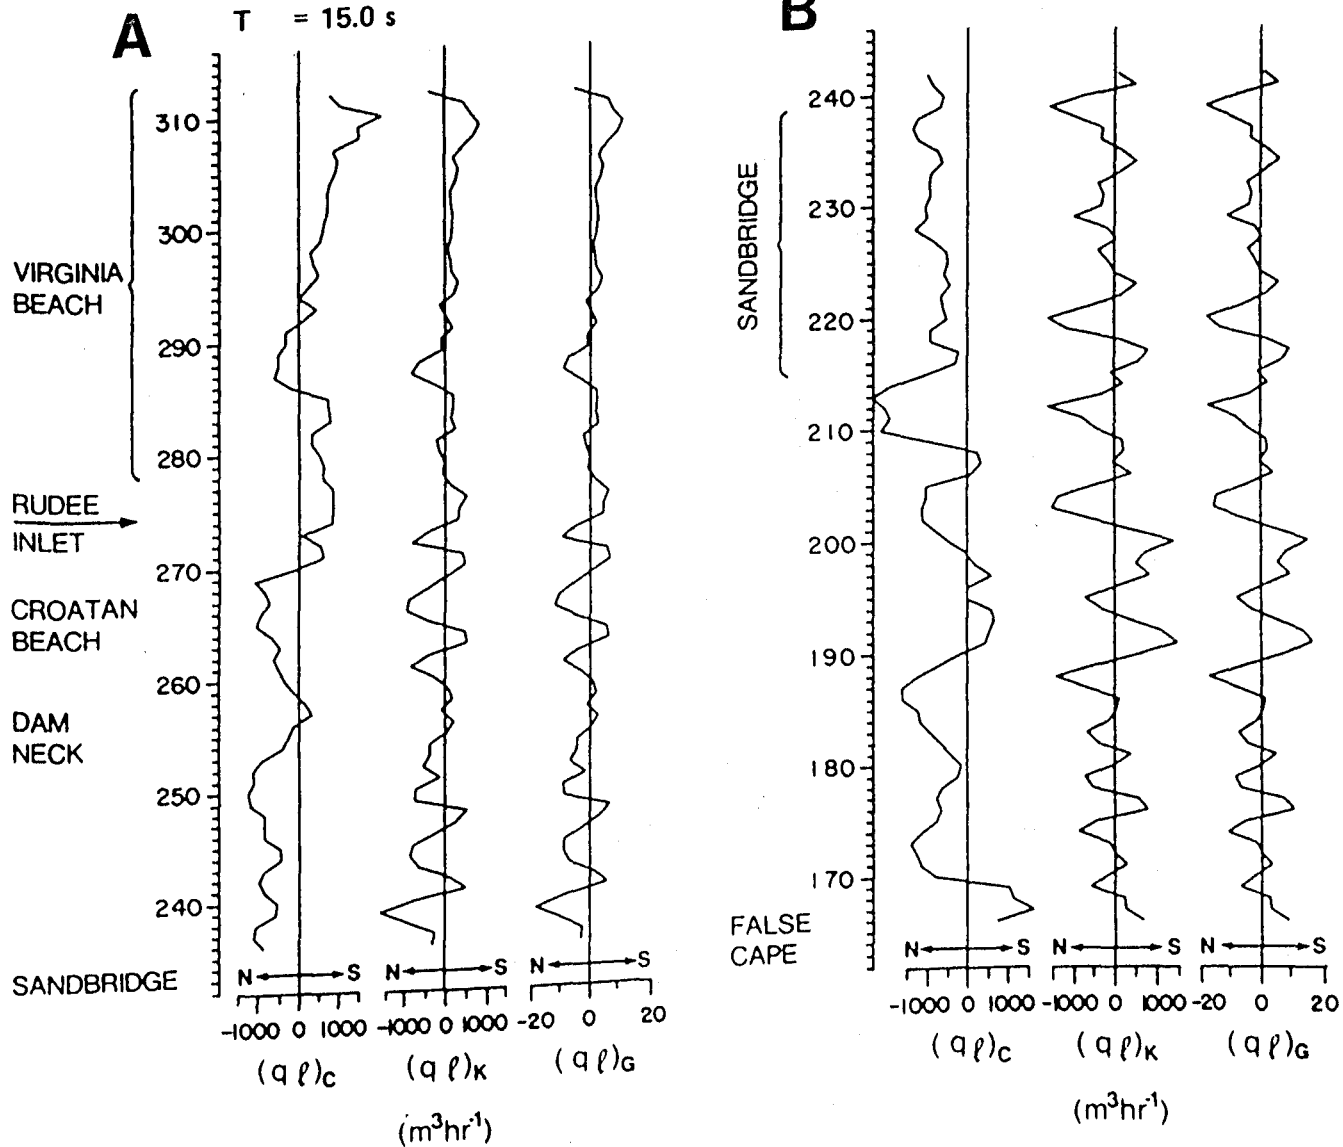 A
T = 15.0 s
310
300
290
280
270
260
250
240
VIRGINIA
BEACH
RUDEE
INLET
CROATAN
BEACH
DAM
NECK
SANDBRIDGE
N S
N S
N S
-1000 0 1000
-1000 0 1000
-20 0 20
(q ℓ)C
(q ℓ)K
(q ℓ)G
(m³hr⁻¹)
B
240
230
220
210
200
190
180
170
SANDBRIDGE
FALSE
CAPE
N S
N S
N S
-1000 0 1000
-1000 0 1000
-20 0 20
(q ℓ)C
(q ℓ)K
(q ℓ)G
(m³hr⁻¹)